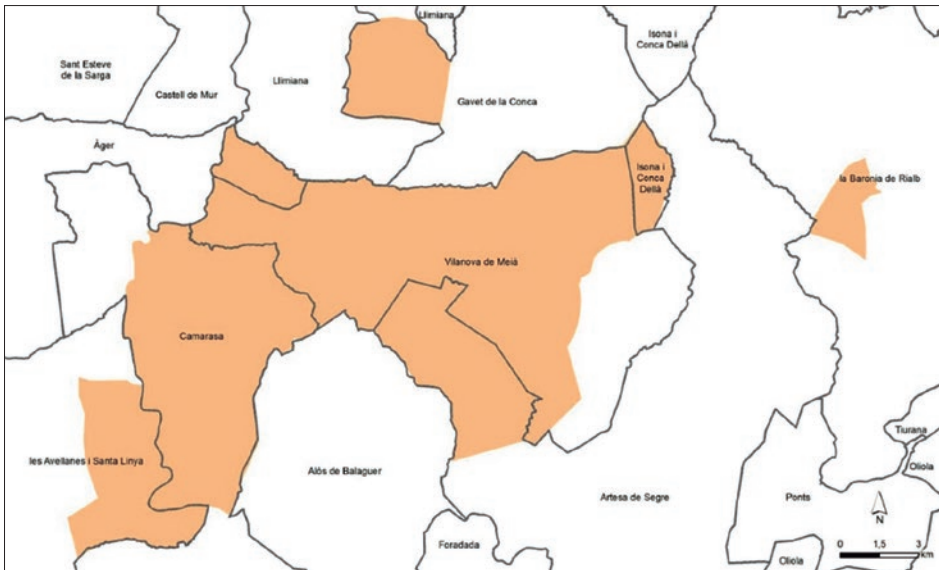 Llimiana
Isona i
Conca Dellà
Sant Esteve
de la Sarga
Castell de Mur
Llimiana
Gavet de la Conca
Àger
Isona i
Conca
Dellà
la Baronia de Rialb
Vilanova de Meià
Camarasa
les Avellanes i Santa Linya
Alòs de Balaguer
Artesa de Segre
Ponts
Tiurana
Oliola
Foradada
Oliola
N
0 1,5 3
km